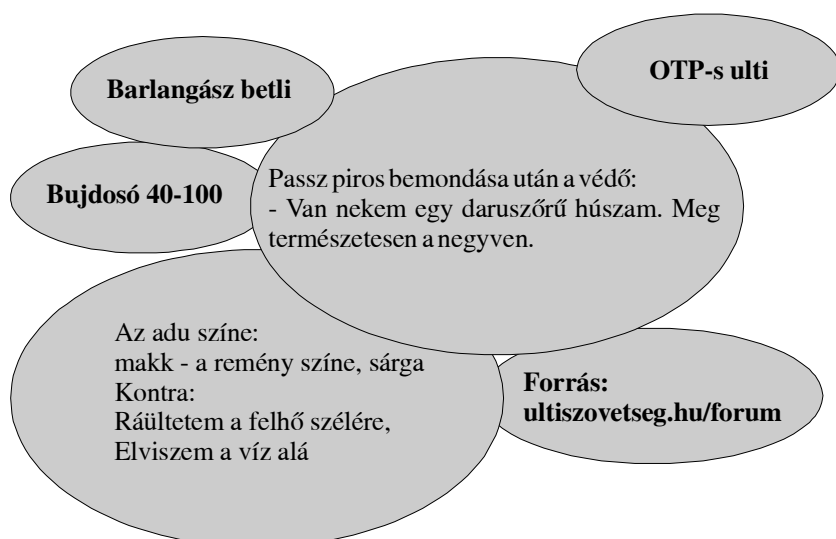 Barlangász betli
OTP-s ulti
Bujdosó 40-100
Passz piros bemondása után a védő:
- Van nekem egy daruszőrű húszam. Meg
természetesen a negyven.
Az adu színe:
makk - a remény színe, sárga
Kontra:
Ráültetem a felhő szélére,
Elviszem a víz alá
Forrás:
ultiszovetseg.hu/forum